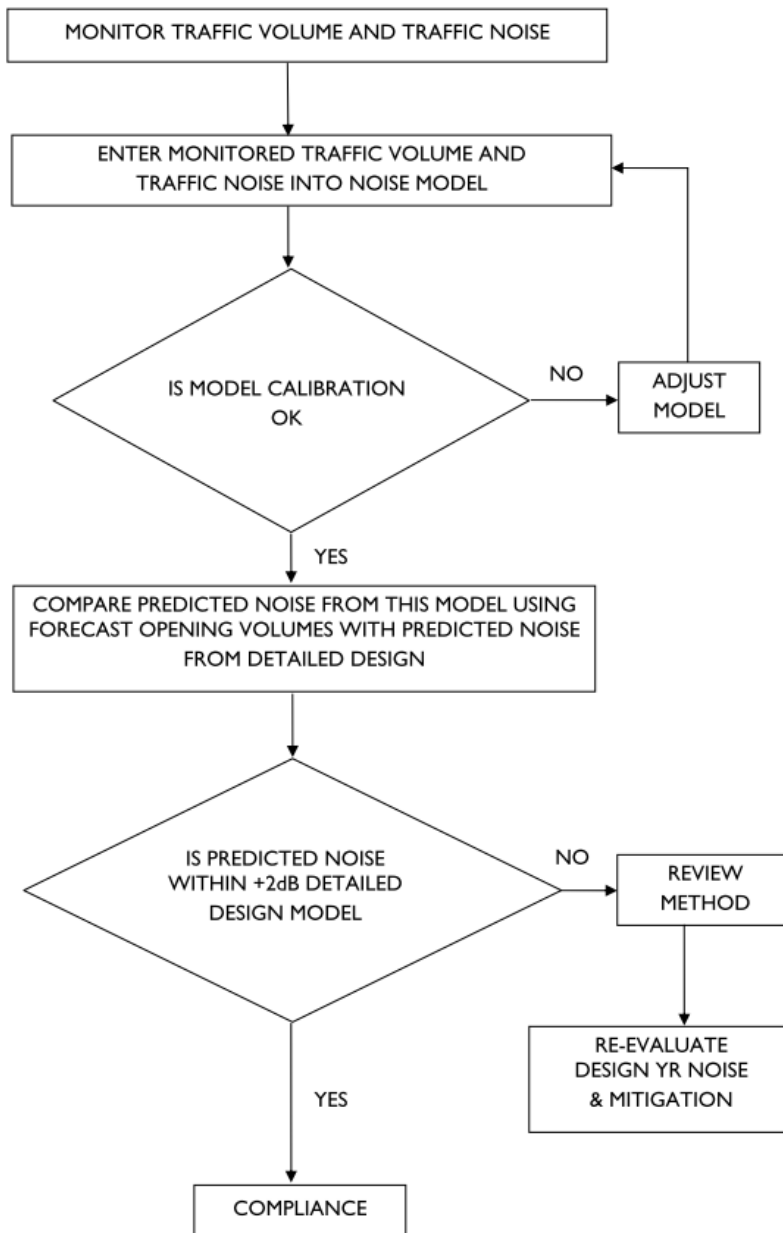 MONITOR TRAFFIC VOLUME AND TRAFFIC NOISE
ENTER MONITORED TRAFFIC VOLUME AND
TRAFFIC NOISE INTO NOISE MODEL
IS MODEL CALIBRATION
OK
NO
ADJUST
MODEL
YES
COMPARE PREDICTED NOISE FROM THIS MODEL USING
FORECAST OPENING VOLUMES WITH PREDICTED NOISE
FROM DETAILED DESIGN
IS PREDICTED NOISE
WITHIN +2dB DETAILED
DESIGN MODEL
NO
REVIEW
METHOD
RE-EVALUATE
DESIGN YR NOISE
& MITIGATION
YES
COMPLIANCE